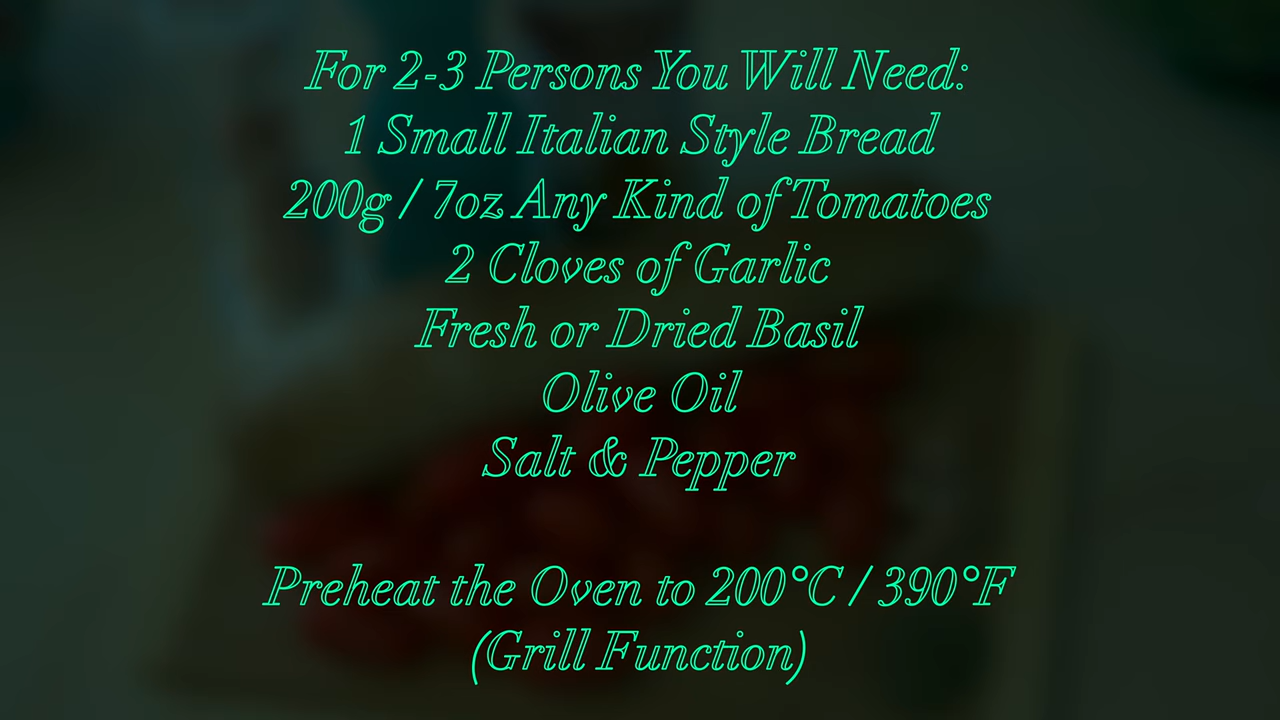 For 2-3 Persons You Will Need:
1 Small Italian Style Bread
200g / 7oz Any Kind of Tomatoes
2 Cloves of Garlic
Fresh or Dried Basil
Olive Oil
Salt & Pepper
Preheat the Oven to 200°C / 390°F
(Grill Function)